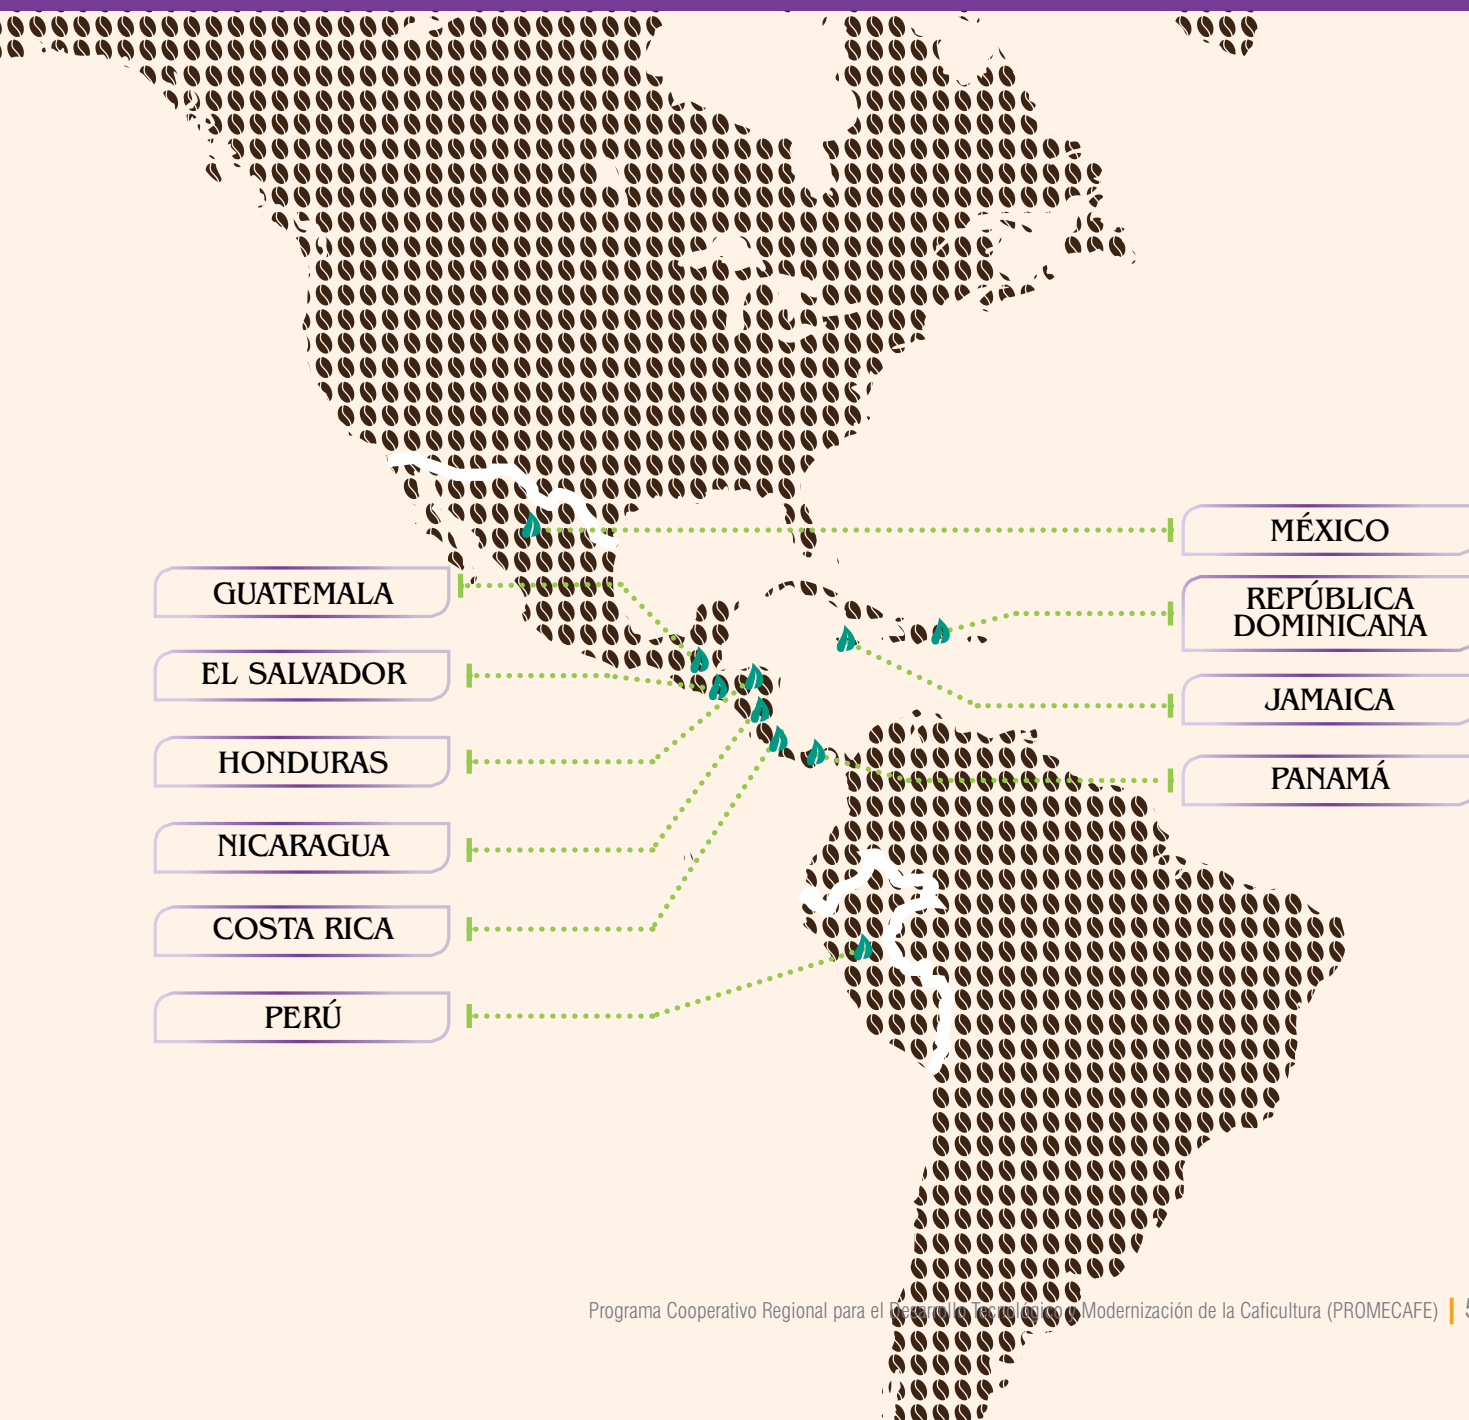 MÉXICO
REPÚBLICA
DOMINICANA
JAMAICA
PANAMÁ
GUATEMALA
EL SALVADOR
HONDURAS
NICARAGUA
COSTA RICA
PERÚ
Programa Cooperativo Regional para el Desarrollo Tecnológico y Modernización de la Caficultura (PROMECAFE) | 5